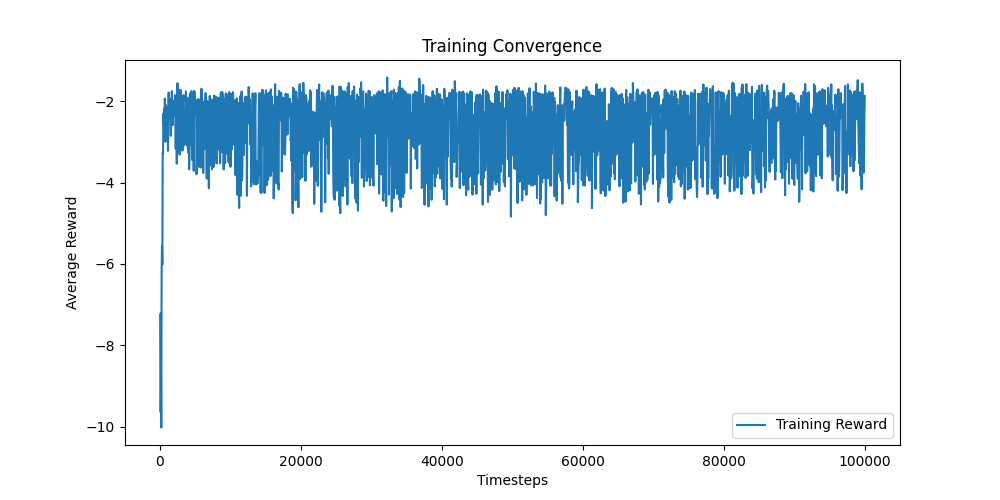 Training Convergence
Average Reward
−2
−4
−6
−8
−10
Training Reward
0
20000
40000
60000
80000
100000
Timesteps